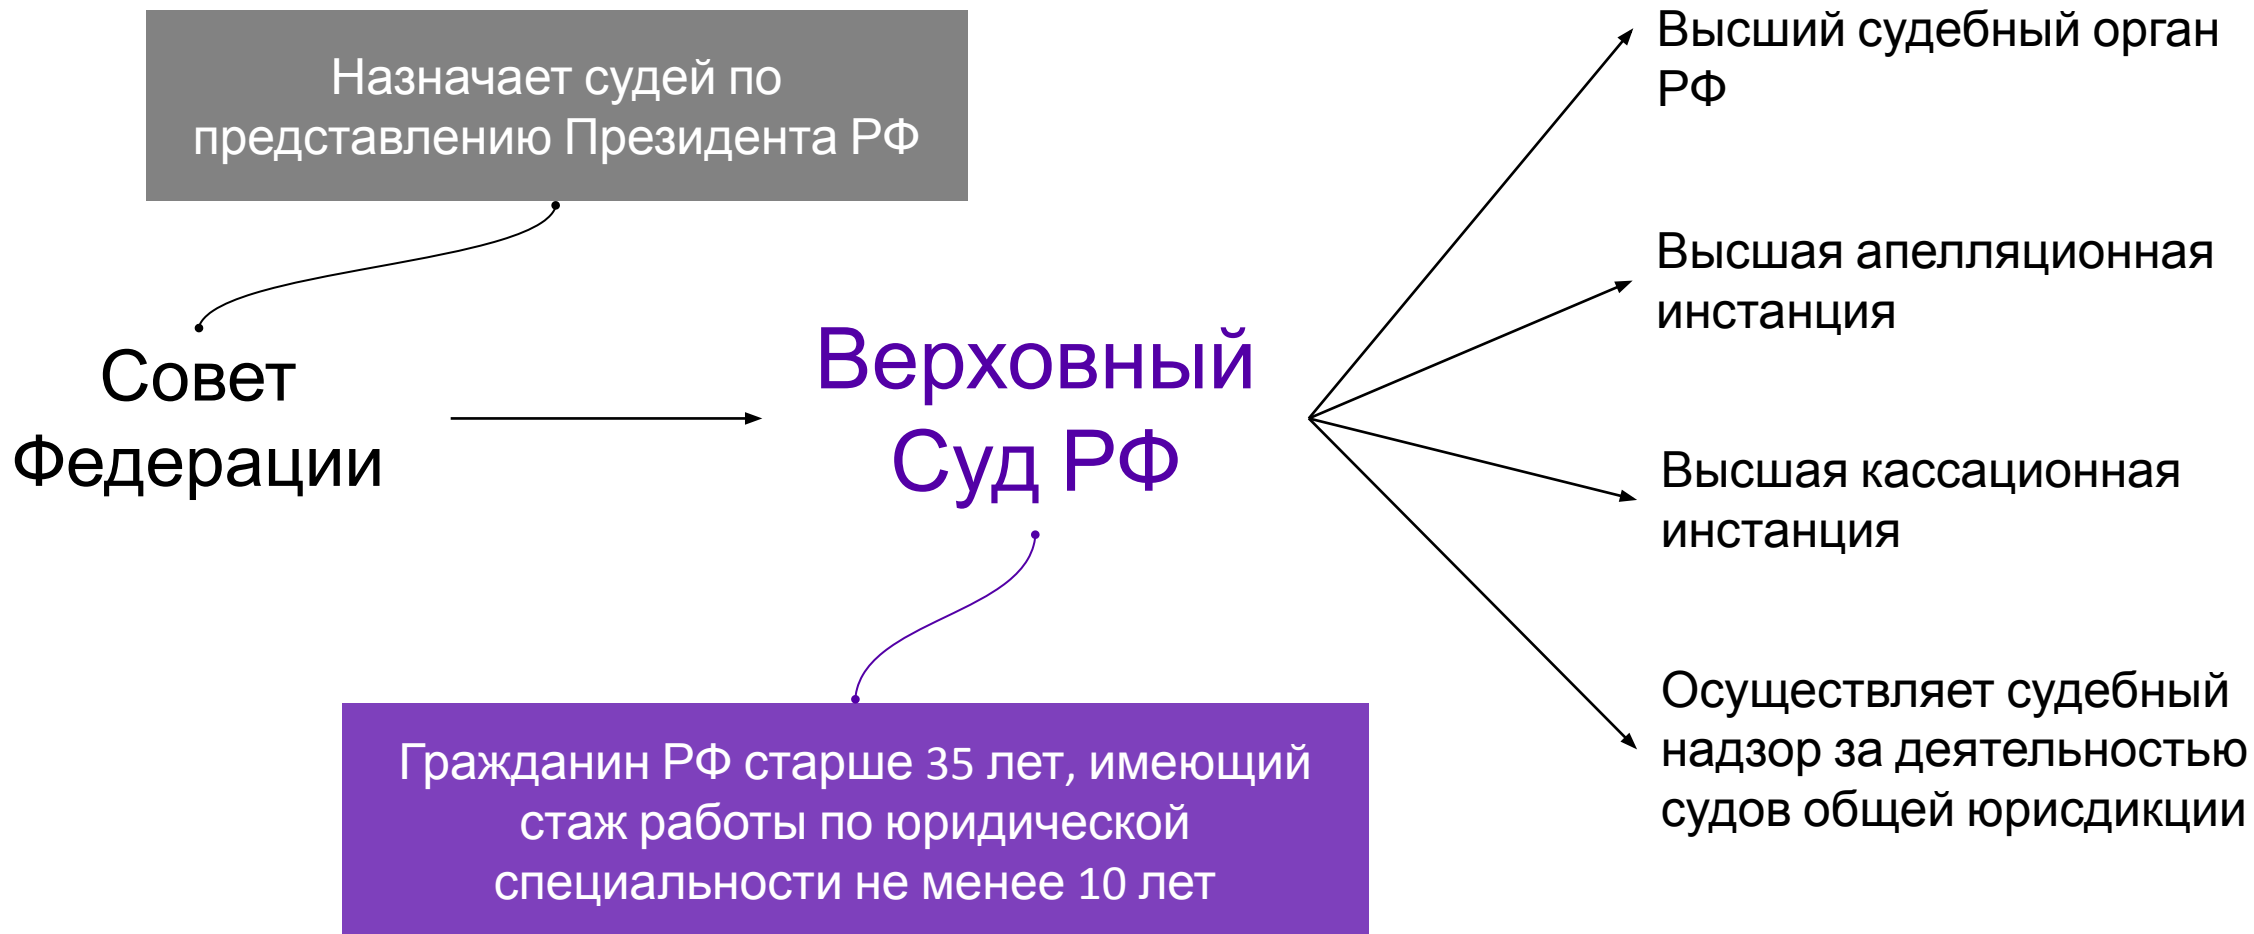 Назначает судей по
представлению Президента РФ
Совет
Федерации
Верховный
Суд РФ
Гражданин РФ старше 35 лет, имеющий
стаж работы по юридической
специальности не менее 10 лет
Высший судебный орган
РФ
Высшая апелляционная
инстанция
Высшая кассационная
инстанция
Осуществляет судебный
надзор за деятельностью
судов общей юрисдикции